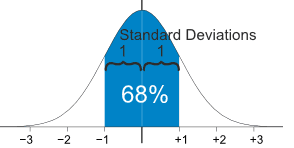 Standard Deviations
1 1
68%
−3 −2 −1 0 +1 +2 +3